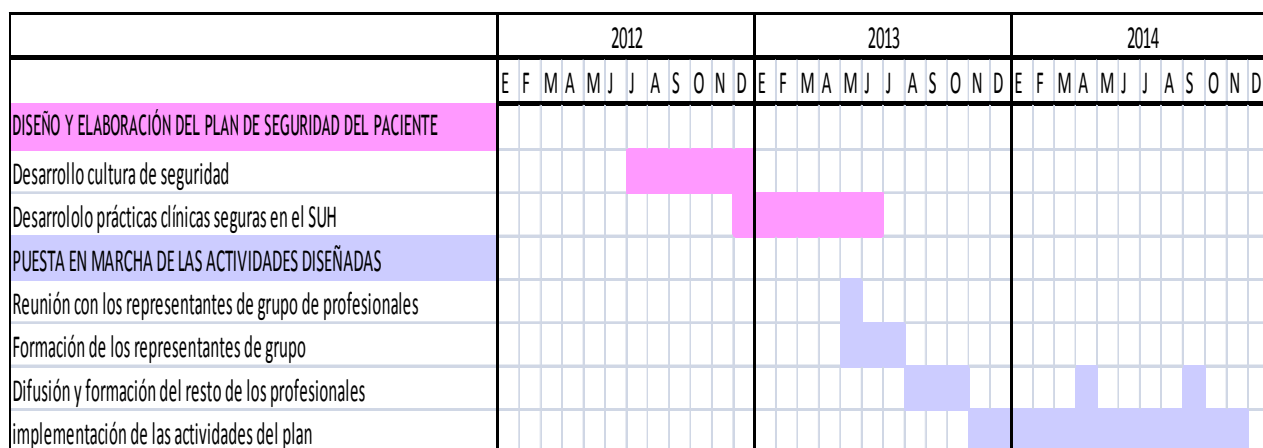 2012 2013 2014
E F M A M J J A S O N D E F M A M J J A S O N D E F M A M J J A S O N D
DISEÑO Y ELABORACIÓN DEL PLAN DE SEGURIDAD DEL PACIENTE
Desarrollo cultura de seguridad
Desarrololo prácticas clínicas seguras en el SUH
PUESTA EN MARCHA DE LAS ACTIVIDADES DISEÑADAS
Reunión con los representantes de grupo de profesionales
Formación de los representantes de grupo
Difusión y formación del resto de los profesionales
implementación de las actividades del plan